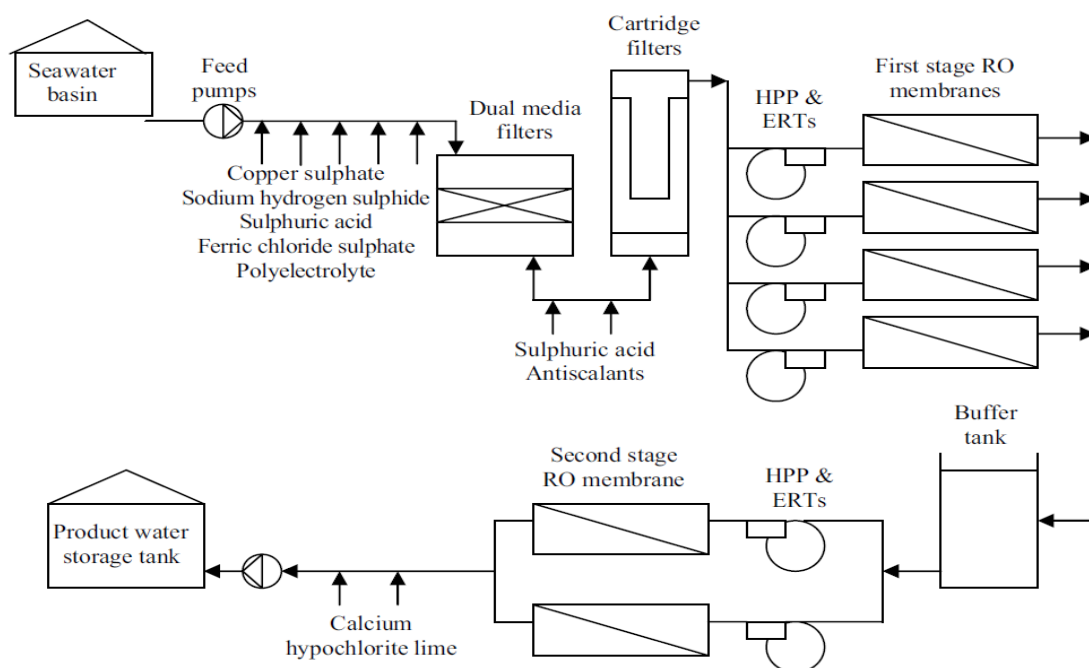 Seawater
basin
Feed
pumps
Copper sulphate
Sodium hydrogen sulphide
Sulphuric acid
Ferric chloride sulphate
Polyelectrolyte
Dual media
filters
Sulphuric acid
Antiscalants
Cartridge
filters
HPP &
ERTs
First stage RO
membranes
Buffer
tank
HPP &
ERTs
Second stage
RO membrane
Calcium
hypochlorite lime
Product water
storage tank